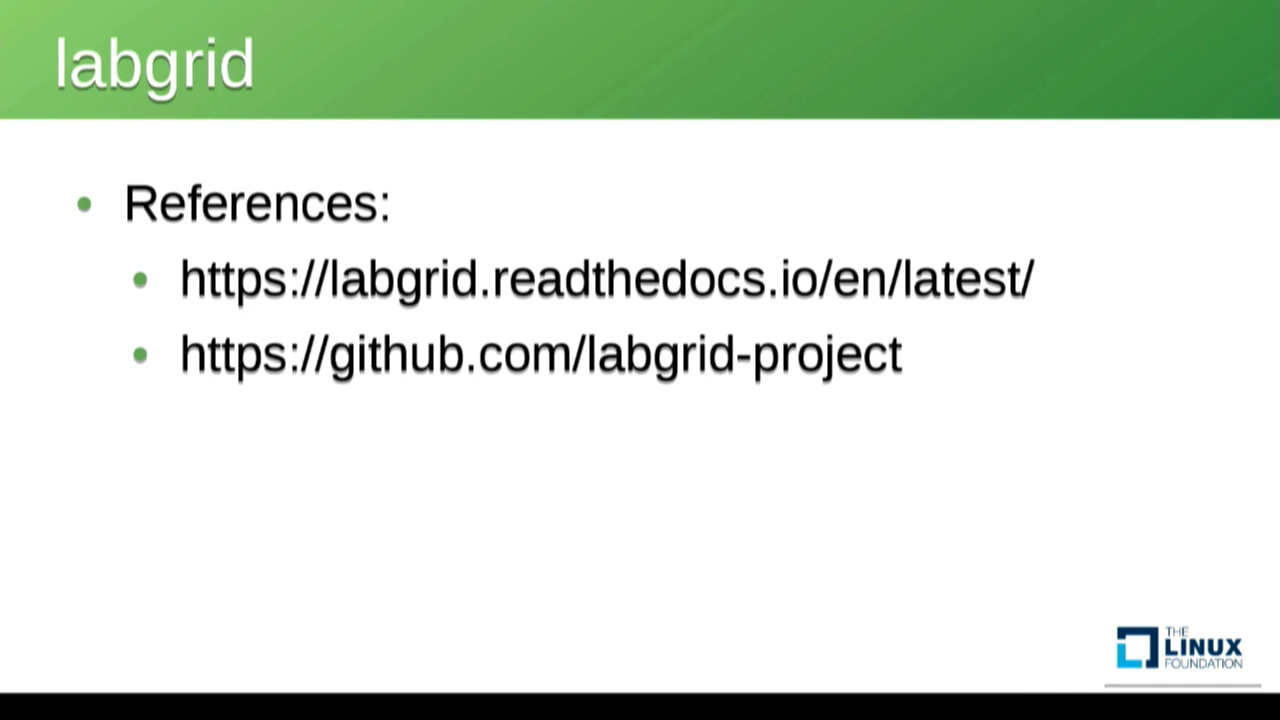 labgrid
References:
https://labgrid.readthedocs.io/en/latest/
https://github.com/labgrid-project
THE
LINUX
FOUNDATION